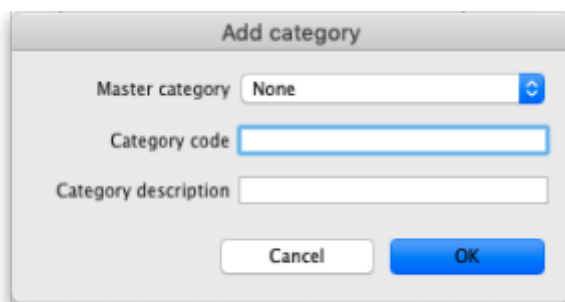 Add category
Master category None
Category code
Category description
Cancel OK